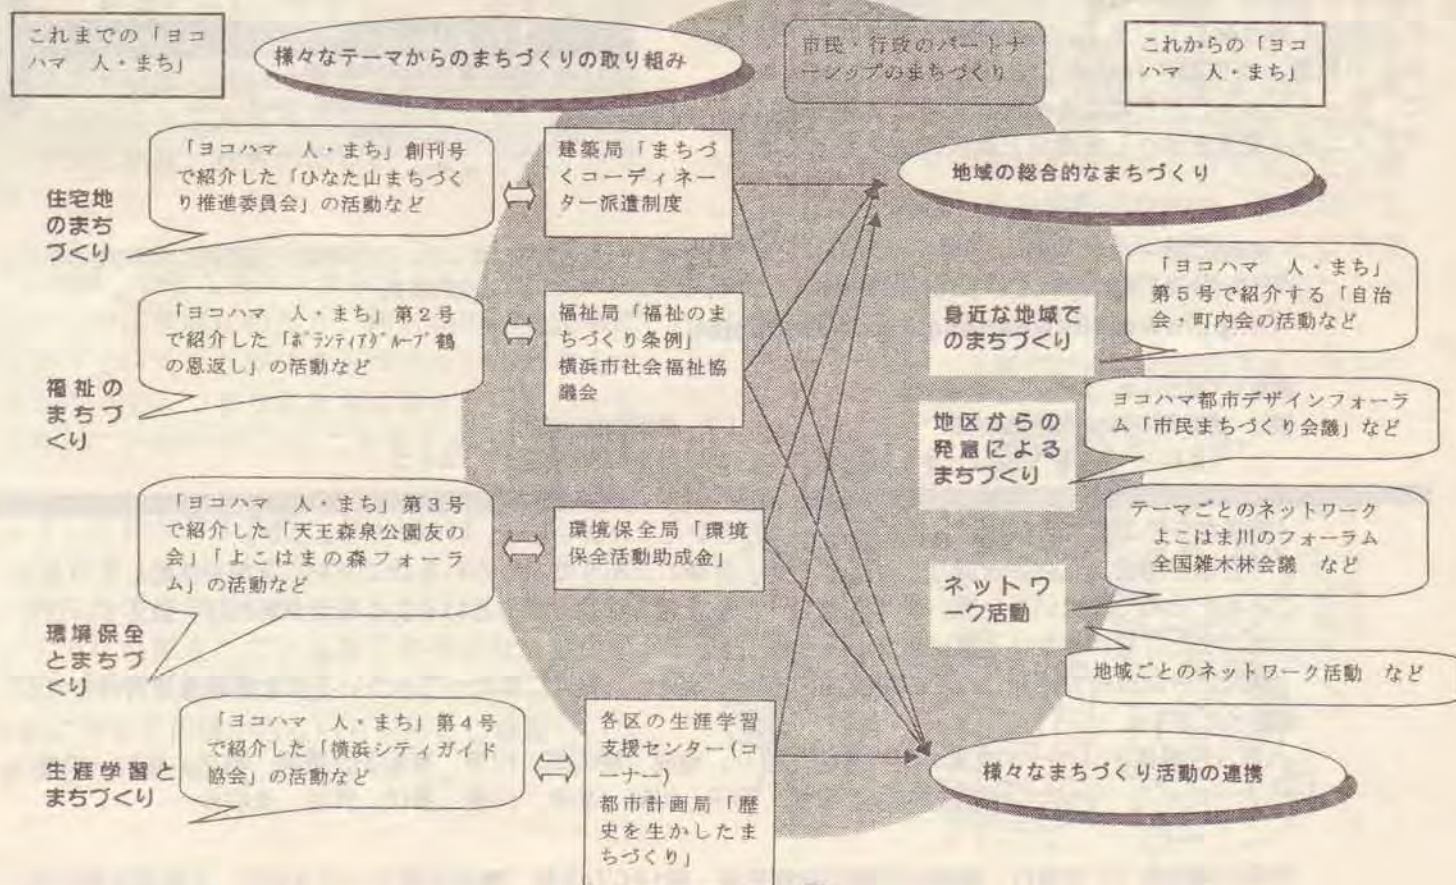 これまでの「ヨコ
ハマ　人・まち」
様々なテーマからのまちづくりの取り組み
市民・行政のパートナ
ーシップのまちづくり
これからの「ヨコ
ハマ　人・まち」
住宅地
のまち
づくり
「ヨコハマ　人・まち」創刊号
で紹介した「ひなた山まちづく
り推進委員会」の活動など
建築局「まちづ
くコーディネー
ター派遣制度
地域の総合的なまちづくり
福祉の
まちづ
くり
「ヨコハマ　人・まち」第2号
で紹介した「ボランティアグループ鶴
の恩返し」の活動など
福祉局「福祉のま
ちづくり条例」
横浜市社会福祉協
議会
身近な地域で
のまちづくり
「ヨコハマ　人・まち」
第5号で紹介する「自治
会・町内会の活動など
地区からの
発意による
まちづくり
ヨコハマ都市デザインフォーラ
ム「市民まちづくり会議」など
環境保全
とまちづ
くり
「ヨコハマ　人・まち」第3号
で紹介した「天王森泉公園友の
会」「よこはまの森フォーラ
ム」の活動など
環境保全局「環境
保全活動助成金」
ネットワ
ーク活動
テーマごとのネットワーク
よこはま川のフォーラム
全国雑木林会議　など
地域ごとのネットワーク活動　など
生涯学習と
まちづくり
「ヨコハマ　人・まち」第4号
で紹介した「横浜シティガイド
協会」の活動など
各区の生涯学習
支援センター(コ
ーナー)
都市計画局「歴
史を生かしたま
ちづくり」
様々なまちづくり活動の連携